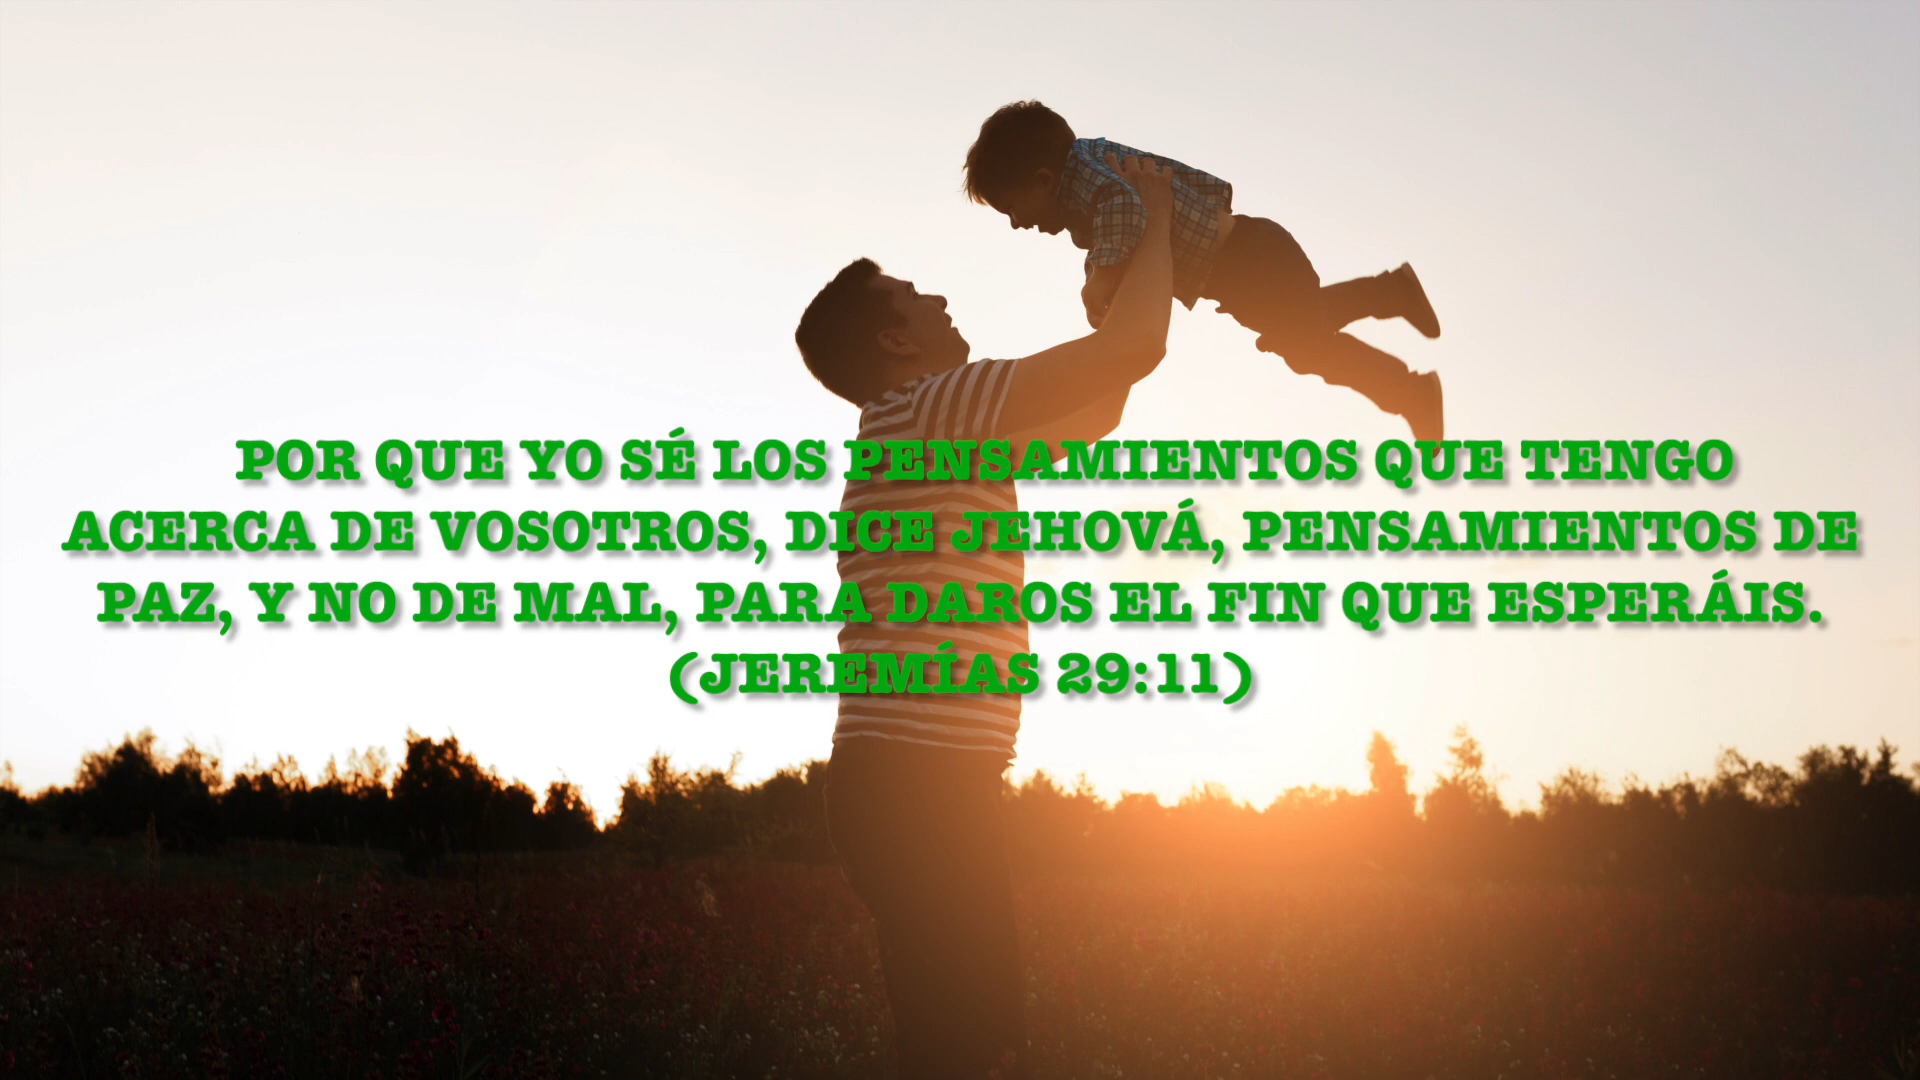 POR QUE YO SÉ LOS PENSAMIENTOS QUE TENGO
ACERCA DE VOSOTROS, DICE JEHOVÁ, PENSAMIENTOS DE
PAZ, Y NO DE MAL, PARA DAROS EL FIN QUE ESPERÁIS.
(JEREMÍAS 29:11)